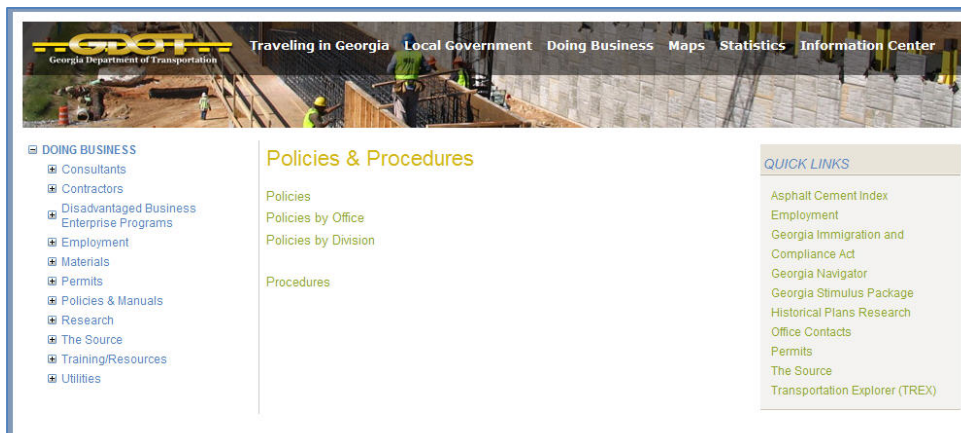 GDOT
Georgia Department of Transportation
Traveling in Georgia Local Government Doing Business Maps Statistics Information Center
DOING BUSINESS
Consultants
Contractors
Disadvantaged Business
Enterprise Programs
Employment
Materials
Permits
Policies & Manuals
Research
The Source
Training/Resources
Utilities
Policies & Procedures
Policies
Policies by Office
Policies by Division
Procedures
QUICK LINKS
Asphalt Cement Index
Employment
Georgia Immigration and
Compliance Act
Georgia Navigator
Georgia Stimulus Package
Historical Plans Research
Office Contacts
Permits
The Source
Transportation Explorer (TREX)